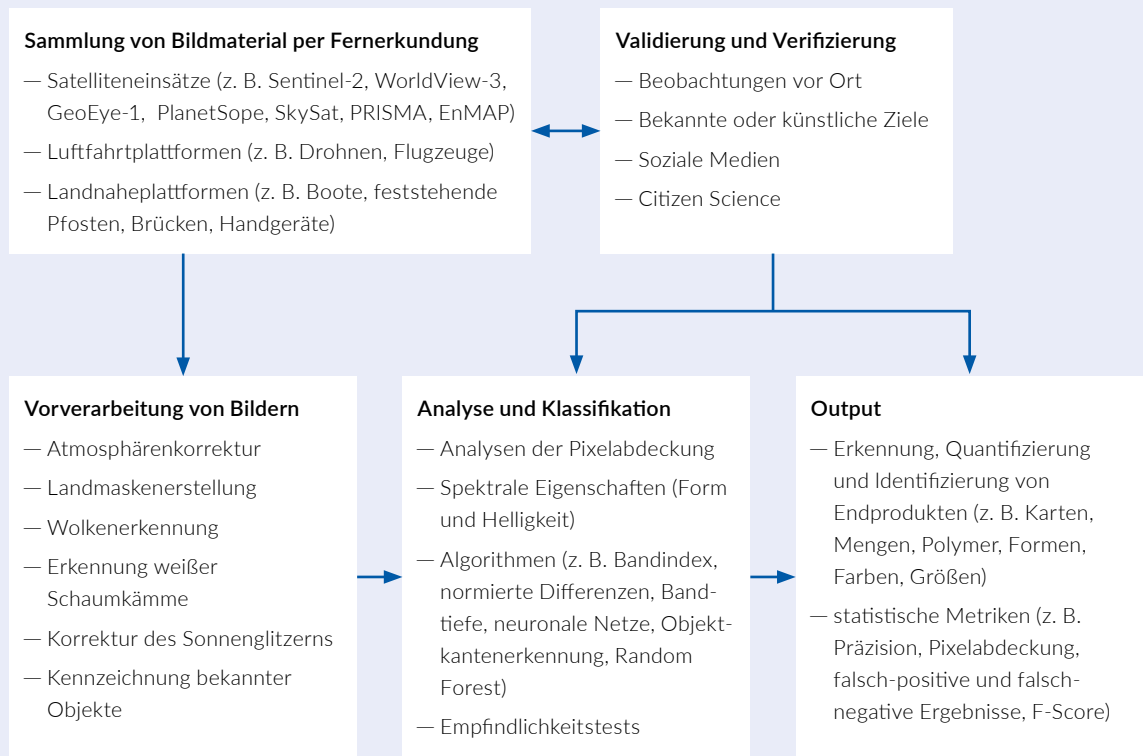 Sammlung von Bildmaterial per Fernerkundung
— Satelliteneinsätze (z. B. Sentinel-2, WorldView-3,
GeoEye-1, PlanetSope, SkySat, PRISMA, EnMAP)
— Luftfahrtplattformen (z. B. Drohnen, Flugzeuge)
— Landnaheplattformen (z. B. Boote, feststehende
Pfosten, Brücken, Handgeräte)
Validierung und Verifizierung
— Beobachtungen vor Ort
— Bekannte oder künstliche Ziele
— Soziale Medien
— Citizen Science
Vorverarbeitung von Bildern
— Atmosphärenkorrektur
— Landmaskenerstellung
— Wolkenerkennung
— Erkennung weißer
Schaumkämme
— Korrektur des Sonnenglitzerns
— Kennzeichnung bekannter
Objekte
Analyse und Klassifikation
— Analysen der Pixelabdeckung
— Spektrale Eigenschaften (Form
und Helligkeit)
— Algorithmen (z. B. Bandindex,
normierte Differenzen, Band-
tiefe, neuronale Netze, Objekt-
kantenerkennung, Random
Forest)
— Empfindlichkeitstests
Output
— Erkennung, Quantifizierung
und Identifizierung von
Endprodukten (z. B. Karten,
Mengen, Polymer, Formen,
Farben, Größen)
— statistische Metriken (z. B.
Präzision, Pixelabdeckung,
falsch-positive und falsch-
negative Ergebnisse, F-Score)